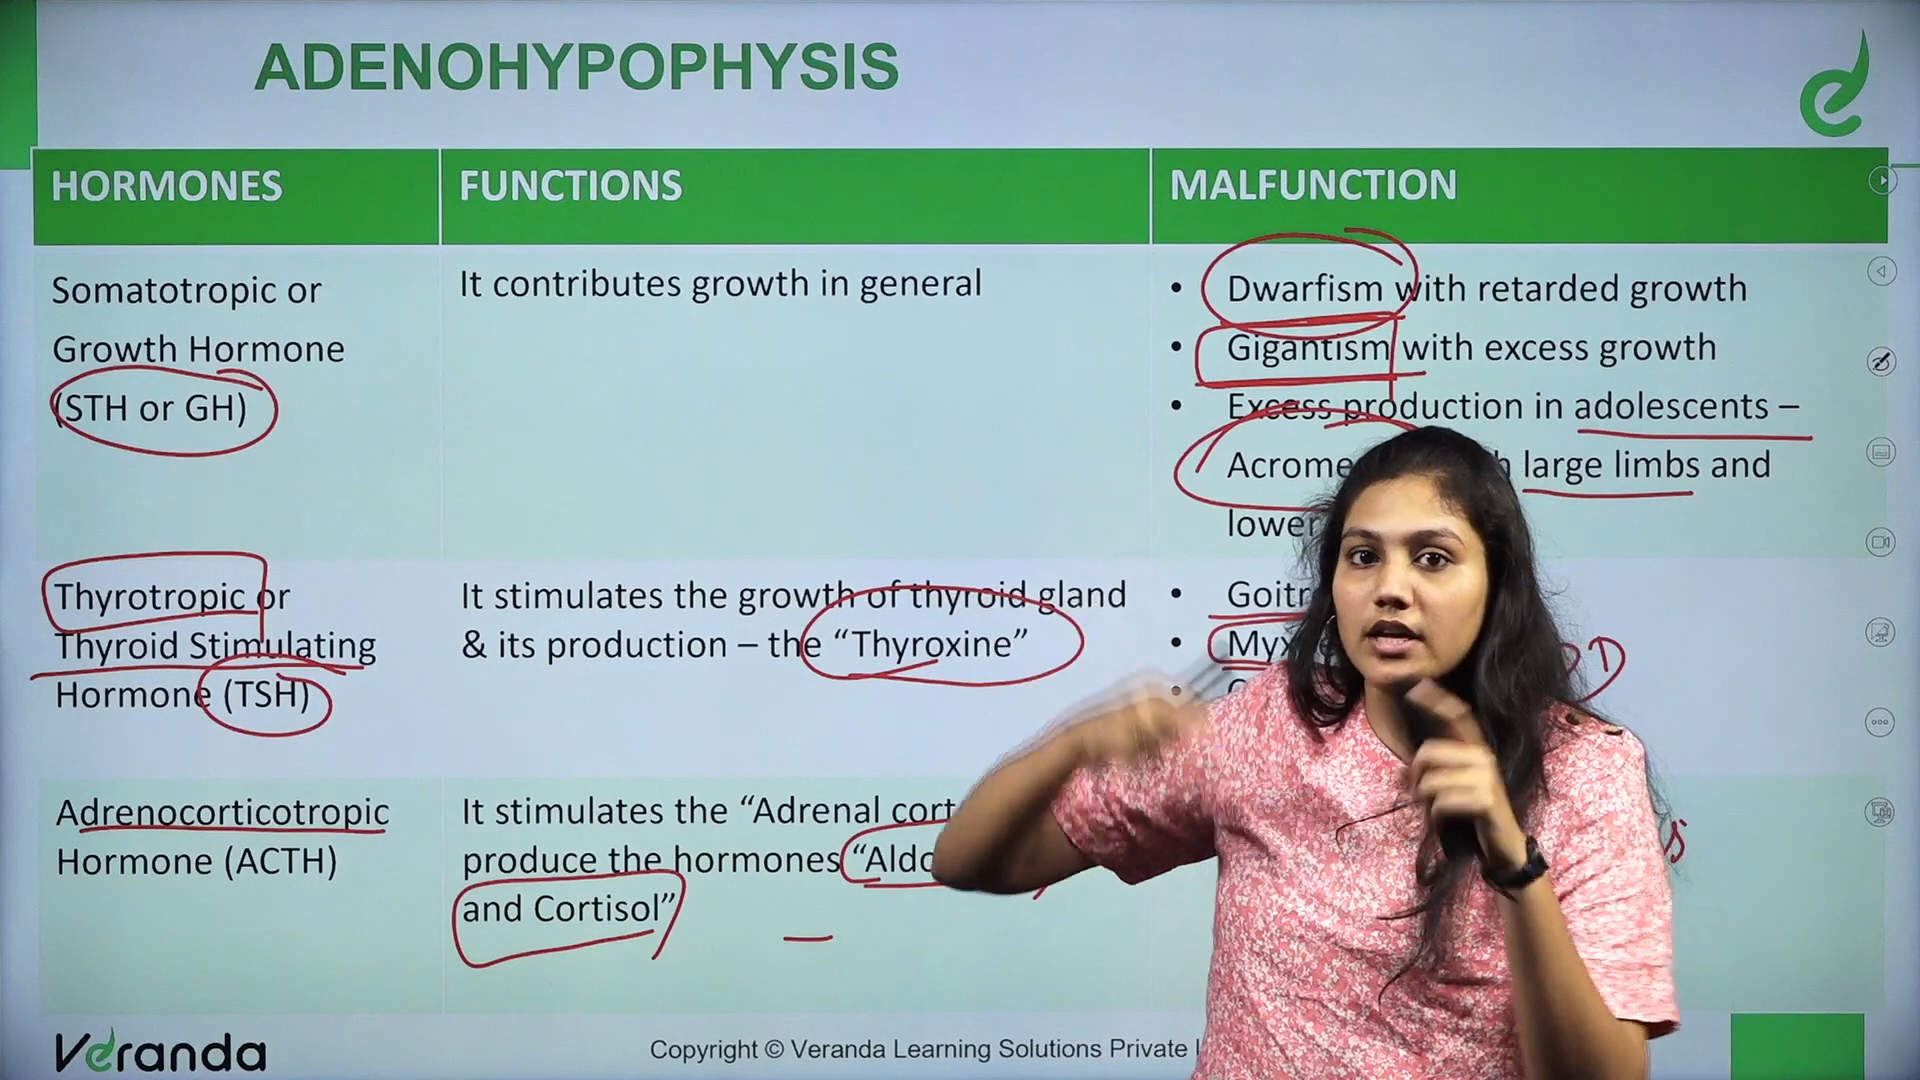 ADENOHYPOPHYSIS
HORMONES
FUNCTIONS
MALFUNCTION
Somatotropic or
Growth Hormone
(STH or GH)
It contributes growth in general
• Dwarfism with retarded growth
• Gigantism with excess growth
• Excess production in adolescents –
large limbs and
lower
Thyrotropic or
Thyroid Stimulating
Hormone (TSH)
It stimulates the growth of thyroid gland
& its production – the “Thyroxine”
Adrenocorticotropic
Hormone (ACTH)
It stimulates the “Adrenal
produce the hormones
and Cortisol”
Veranda
Copyright © Veranda Learning Solutions Private